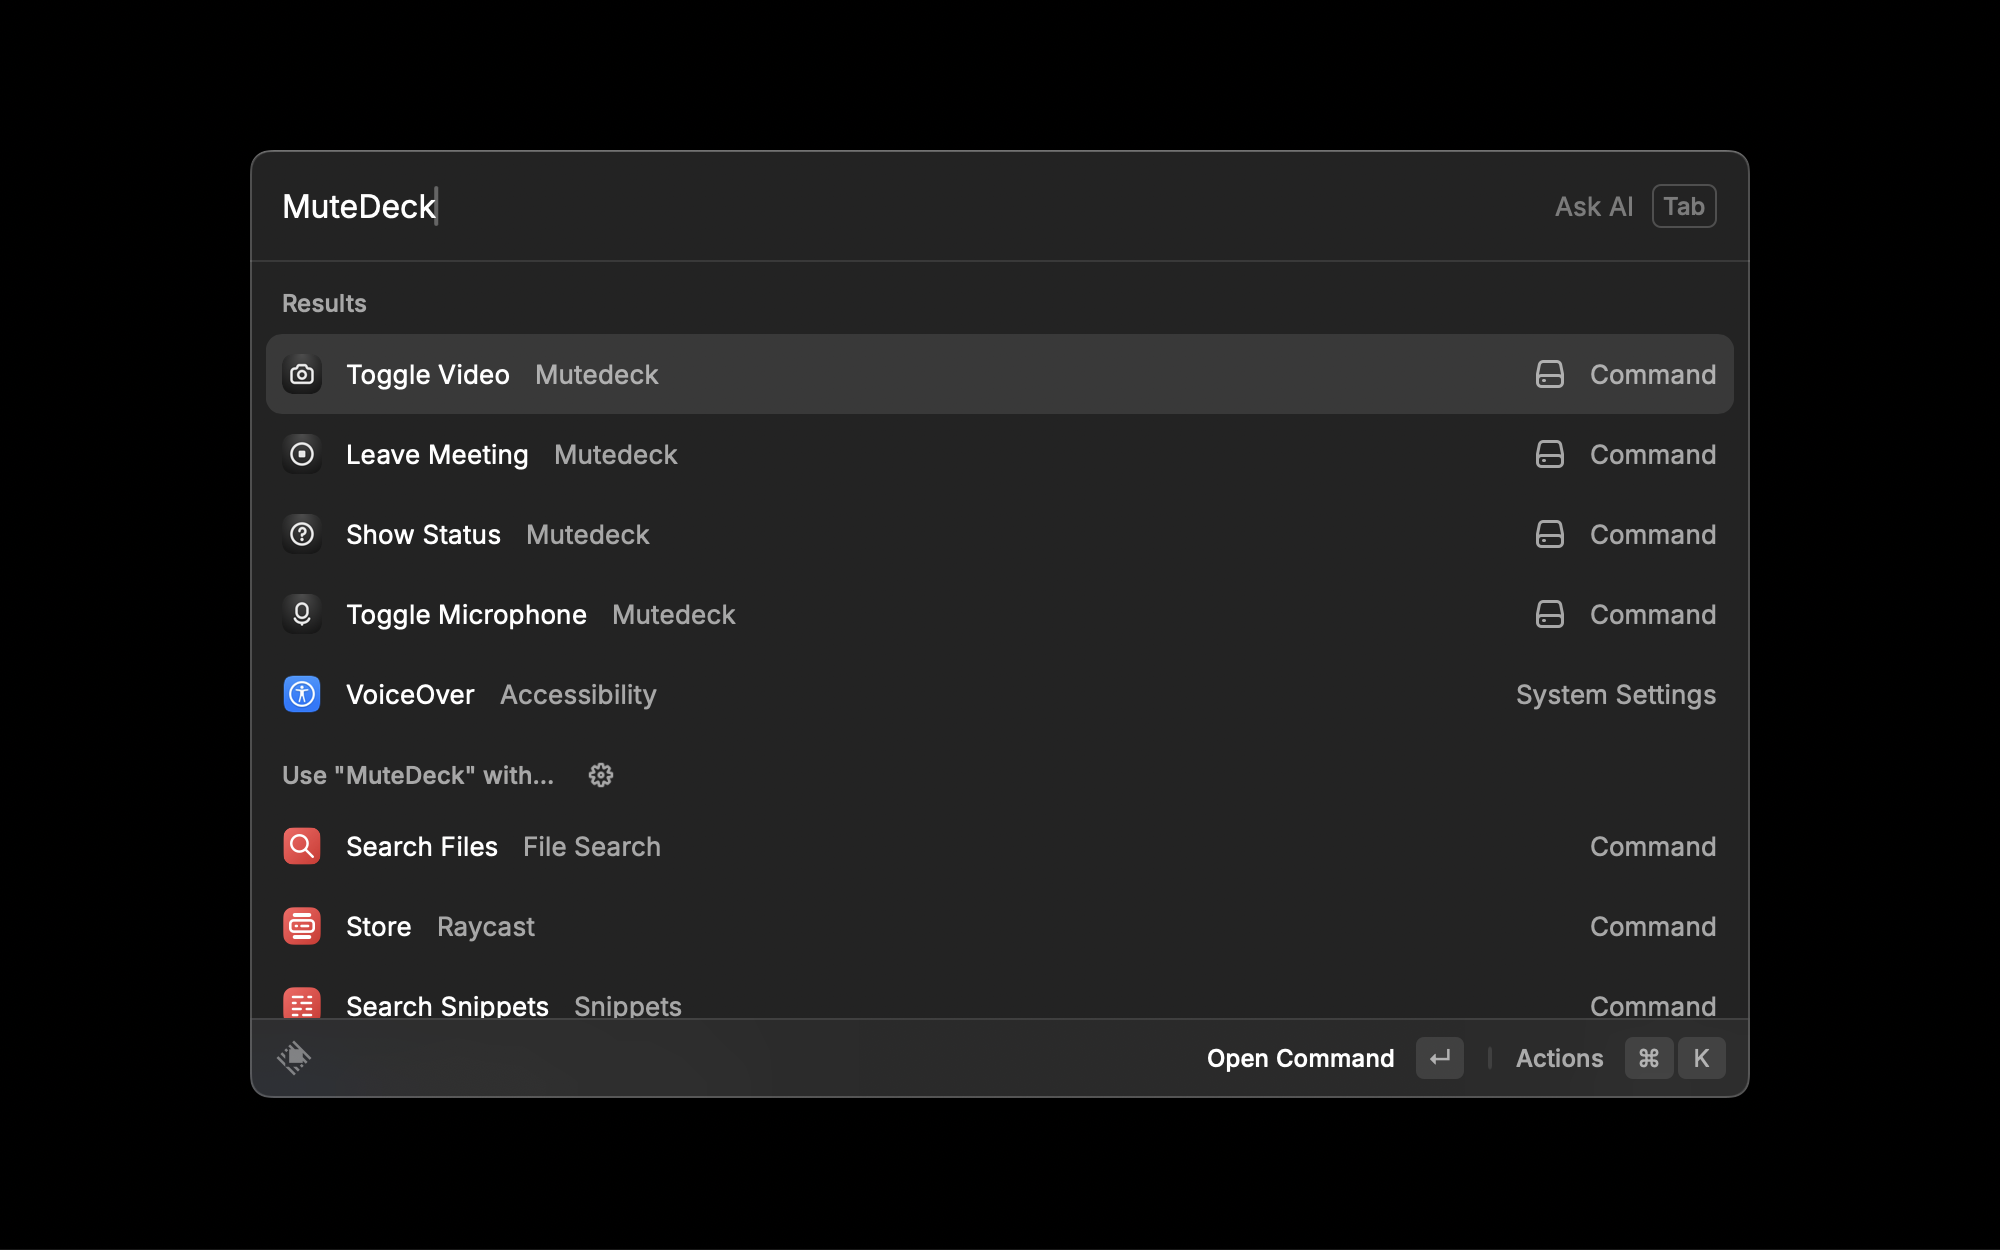 MuteDeck Ask AI Tab
Results
Toggle Video Mutedeck Command
Leave Meeting Mutedeck Command
Show Status Mutedeck Command
Toggle Microphone Mutedeck Command
VoiceOver Accessibility System Settings
Use "MuteDeck" with...
Search Files File Search Command
Store Raycast Command
Search Snippets Snippets Command
Open Command ↵ Actions ⌘ K